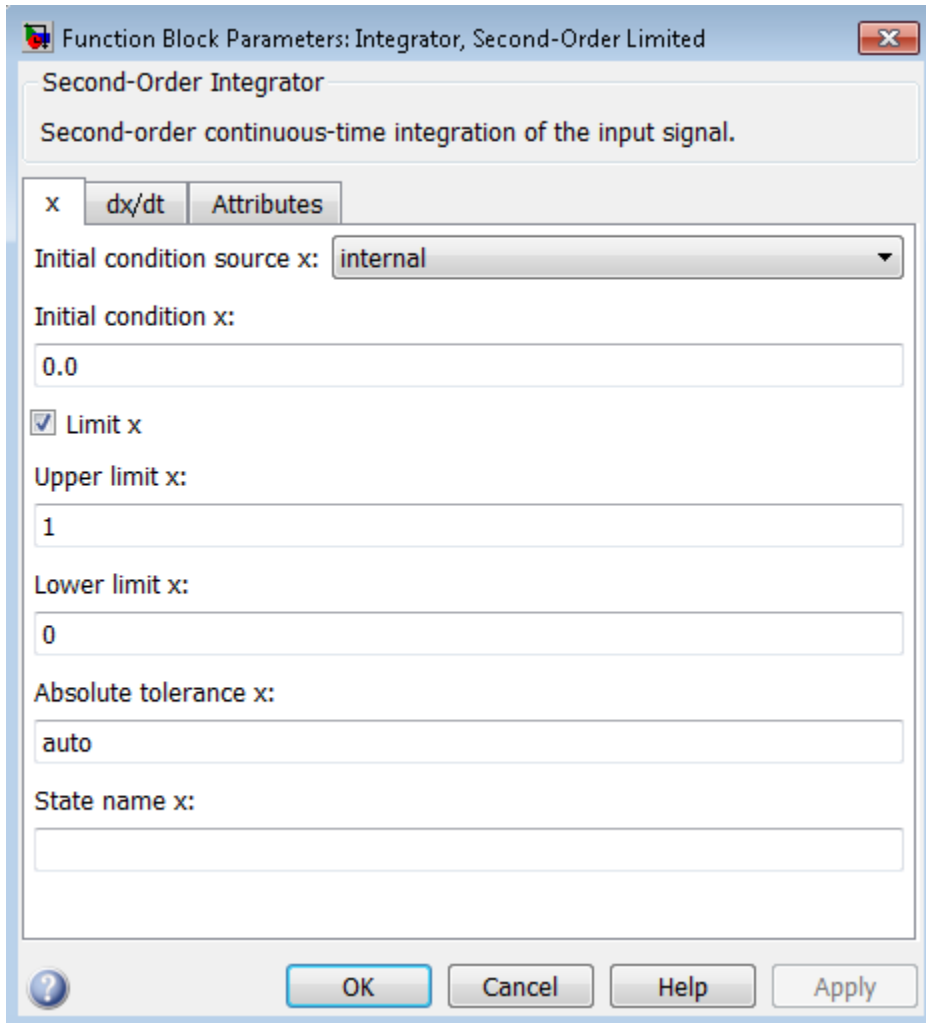 Function Block Parameters: Integrator, Second-Order Limited
Second-Order Integrator
Second-order continuous-time integration of the input signal.
x dx/dt Attributes
Initial condition source x: internal
Initial condition x:
0.0
Limit x
Upper limit x:
1
Lower limit x:
0
Absolute tolerance x:
auto
State name x:
? OK Cancel Help Apply